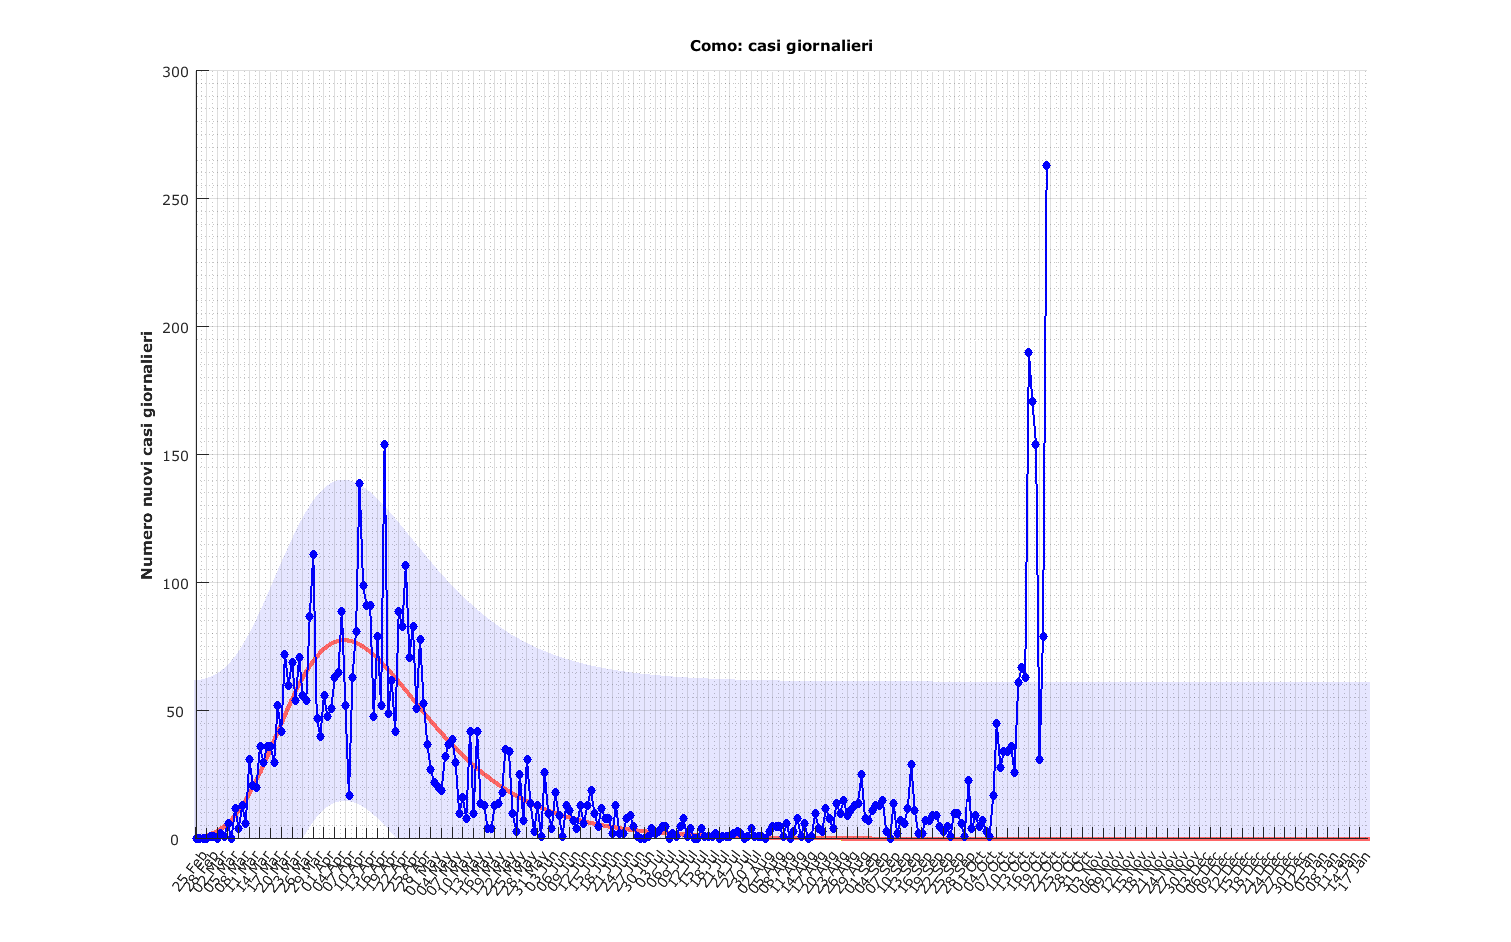 Como: casi giornalieri
Numero nuovi casi giornalieri
300
250
200
150
100
50
0
25 Feb
28 Feb
02 Mar
05 Mar
08 Mar
11 Mar
14 Mar
17 Mar
20 Mar
23 Mar
26 Mar
29 Mar
01 Apr
04 Apr
07 Apr
10 Apr
13 Apr
16 Apr
19 Apr
22 Apr
25 Apr
28 Apr
01 May
04 May
07 May
10 May
13 May
16 May
19 May
22 May
25 May
28 May
31 May
03 Jun
06 Jun
09 Jun
12 Jun
15 Jun
18 Jun
21 Jun
24 Jun
27 Jun
30 Jun
03 Jul
06 Jul
09 Jul
12 Jul
15 Jul
18 Jul
21 Jul
24 Jul
27 Jul
30 Jul
02 Aug
05 Aug
08 Aug
11 Aug
14 Aug
17 Aug
20 Aug
23 Aug
26 Aug
29 Aug
01 Sep
04 Sep
07 Sep
10 Sep
13 Sep
16 Sep
19 Sep
22 Sep
25 Sep
28 Sep
01 Oct
04 Oct
07 Oct
10 Oct
13 Oct
16 Oct
19 Oct
22 Oct
25 Oct
28 Oct
31 Oct
03 Nov
06 Nov
09 Nov
12 Nov
15 Nov
18 Nov
21 Nov
24 Nov
27 Nov
30 Nov
03 Dec
06 Dec
09 Dec
12 Dec
15 Dec
18 Dec
21 Dec
24 Dec
27 Dec
30 Dec
02 Jan
05 Jan
08 Jan
11 Jan
14 Jan
17 Jan